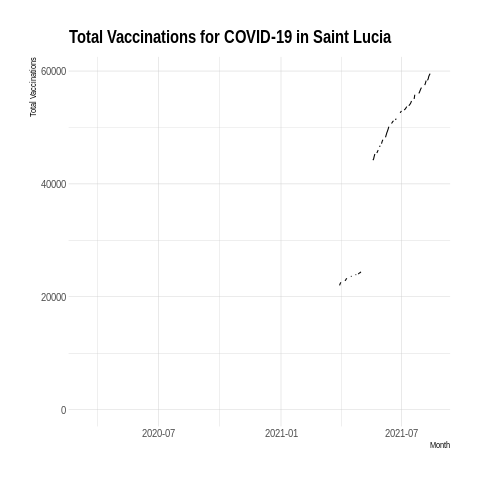 Total Vaccinations for COVID-19 in Saint Lucia
Total Vaccinations
60000
40000
20000
0
2020-07 2021-01 2021-07
Month